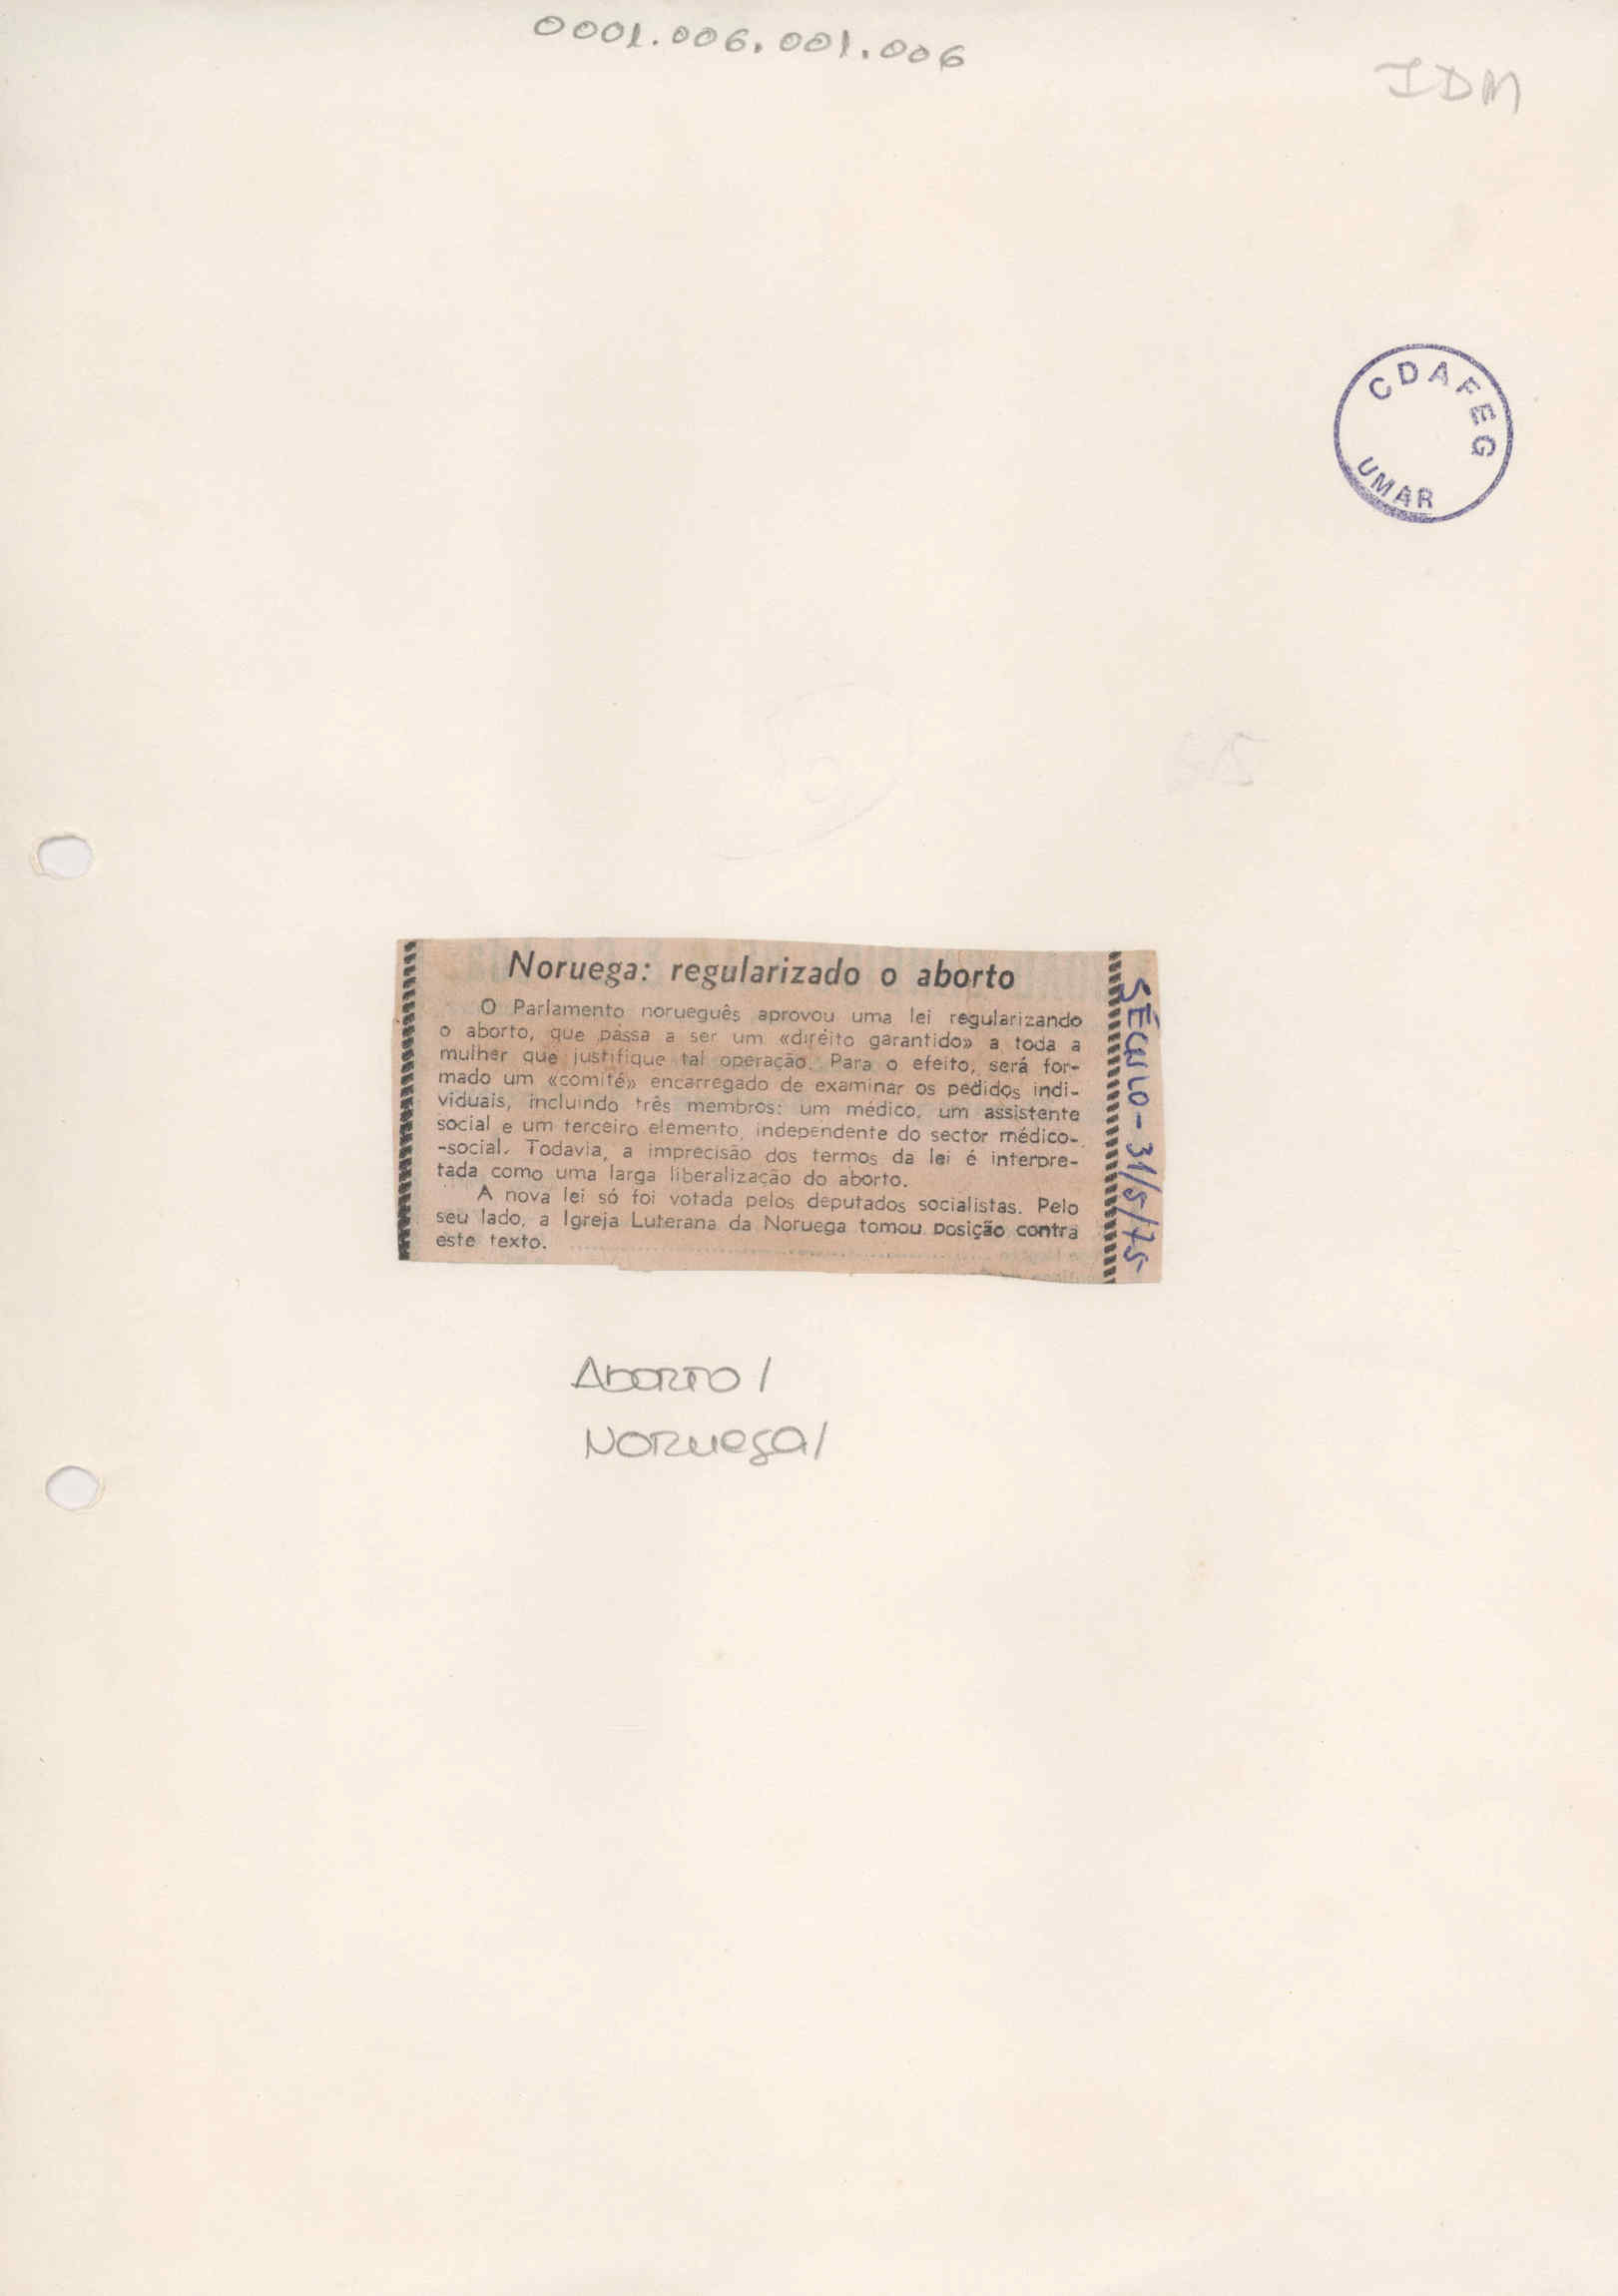 0001.006.001.006
IDM
CDAFEG
UMAR
Noruega: regularizado o aborto
O Parlamento norueguês aprovou uma lei regularizando
o aborto, que passa a ser um «direito garantido» a toda a
mulher que justifique tal operação. Para o efeito, será for-
mado um «comité» encarregado de examinar os pedidos indi-
viduais, incluindo três membros: um médico, um assistente
social e um terceiro elemento, independente do sector médico-
-social. Todavia, a imprecisão dos termos da lei é interpre-
tada como uma larga liberalização do aborto.
A nova lei só foi votada pelos deputados socialistas. Pelo
seu lado, a Igreja Luterana da Noruega tomou posição contra
este texto.
SÉCULO - 31/5/75
ABORTO/
NORUEGA/